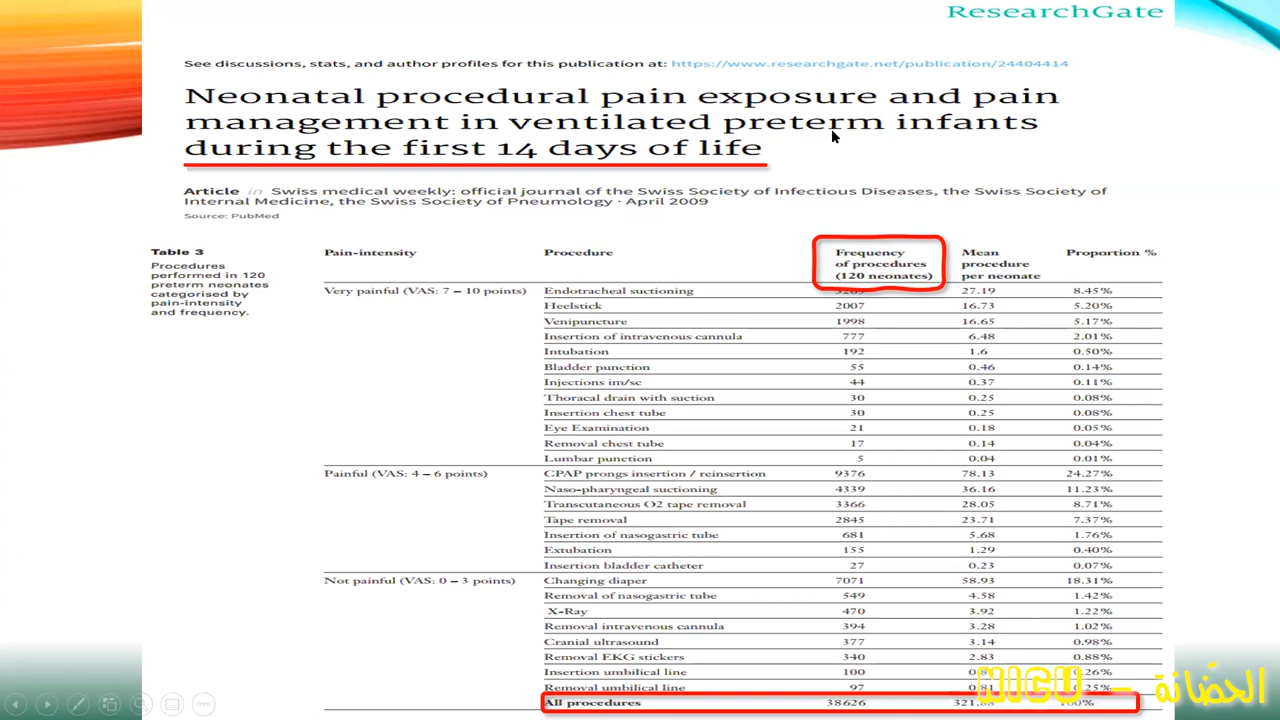 ResearchGate
See discussions, stats, and author profiles for this publication at: https://www.researchgate.net/publication/24404414
Neonatal procedural pain exposure and pain
management in ventilated preterm infants
during the first 14 days of life
Article in Swiss medical weekly: official journal of the Swiss Society of Infectious Diseases, the Swiss Society of
Internal Medicine, the Swiss Society of Pneumology · April 2009
Source: PubMed
Table 3
Procedures
performed in 120
preterm neonates
categorised by
pain-intensity
and frequency.
Pain-intensity Procedure Frequency of procedures (120 neonates) Mean procedure per neonate Proportion %
Very painful (VAS: 7 – 10 points) Endotracheal suctioning 27.19 8.45%
Heelstick 2007 16.73 5.20%
Venipuncture 1998 16.65 5.17%
Insertion of intravenous cannula 777 6.48 2.01%
Intubation 192 1.6 0.50%
Bladder punction 55 0.46 0.14%
Injections im/sc 44 0.37 0.11%
Thoracal drain with suction 30 0.25 0.08%
Insertion chest tube 30 0.25 0.08%
Eye Examination 21 0.18 0.05%
Removal chest tube 17 0.14 0.04%
Lumbar punction 5 0.04 0.01%
Painful (VAS: 4 – 6 points) CPAP prongs insertion / reinsertion 9376 78.13 24.27%
Naso-pharyngeal suctioning 4339 36.16 11.23%
Transcutaneous O2 tape removal 3366 28.05 8.71%
Tape removal 2845 23.71 7.37%
Insertion of nasogastric tube 681 5.68 1.76%
Extubation 155 1.29 0.40%
Insertion bladder catheter 27 0.23 0.07%
Not painful (VAS: 0 – 3 points) Changing diaper 7071 58.93 18.31%
Removal of nasogastric tube 549 4.58 1.42%
X-Ray 470 3.92 1.22%
Removal intravenous cannula 394 3.28 1.02%
Cranial ultrasound 377 3.14 0.98%
Removal EKG stickers 340 2.83 0.88%
Insertion umbilical line 100
Removal umbilical line 97 0.81
All procedures 38626 100%
NICU – الحضّانة